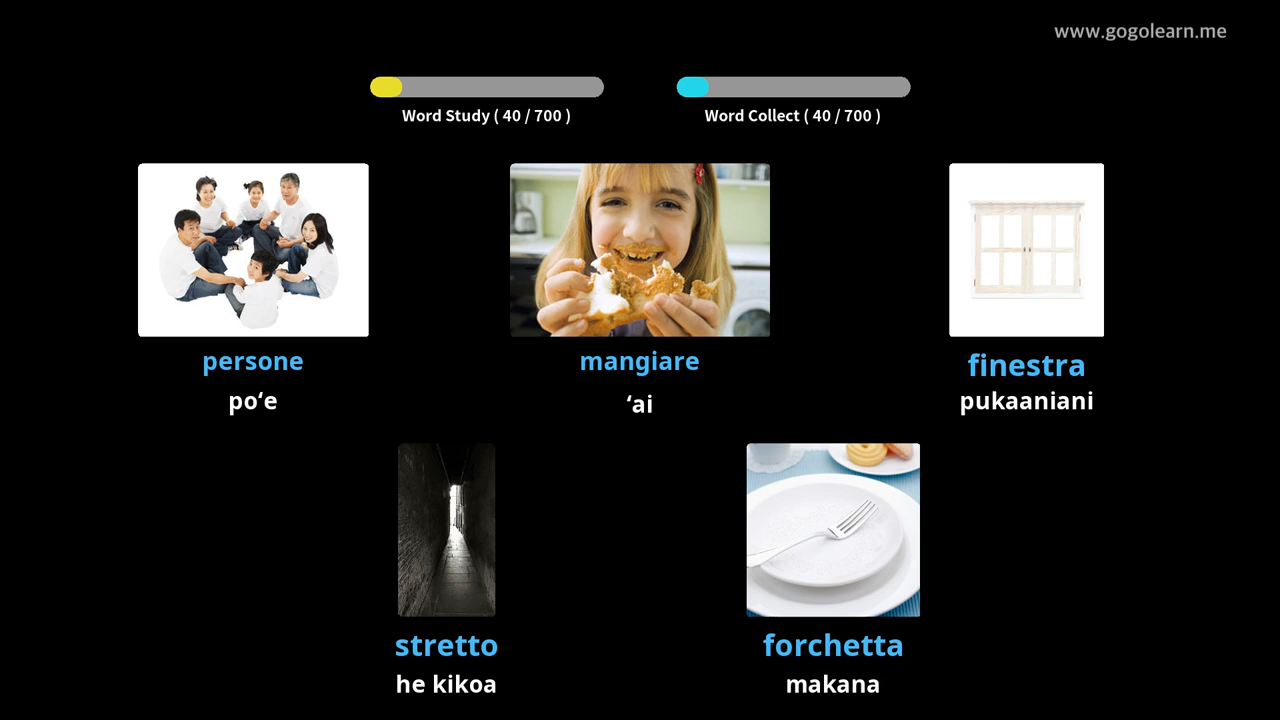 www.gogolearn.me
Word Study ( 40 / 700 )
Word Collect ( 40 / 700 )
persone
poʻe
mangiare
ʻai
finestra
pukaaniani
stretto
he kikoa
forchetta
makana